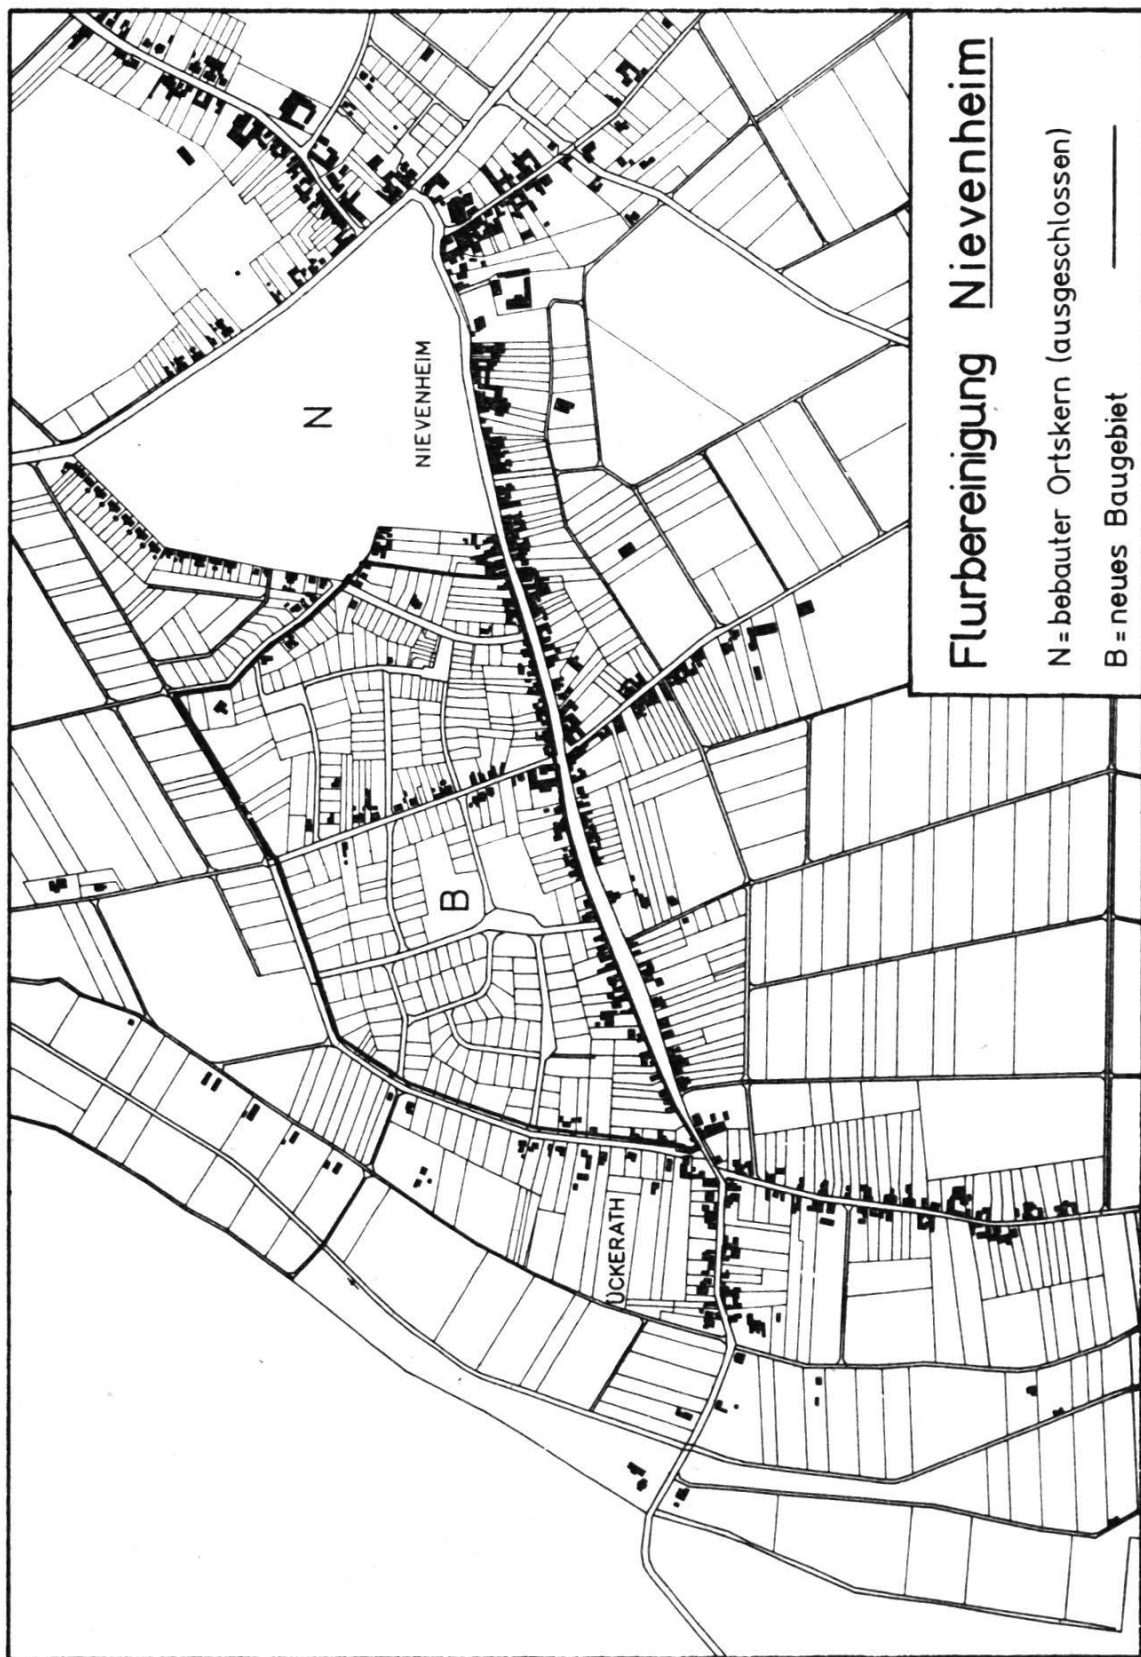 N
NIEVENHEIM
B
ÜCKERATH
Flurbereinigung Nievenheim
N = bebauter Ortskern (ausgeschlossen)
B = neues Baugebiet